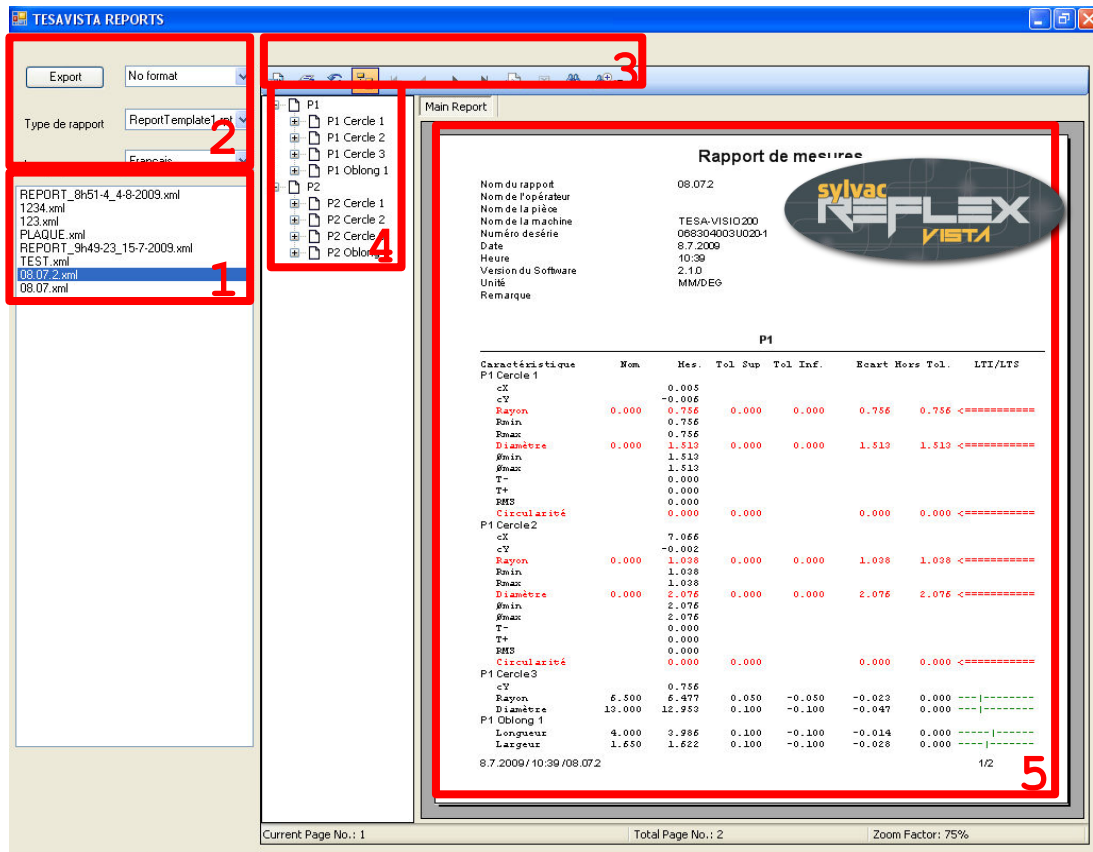 TESAVISTA REPORTS
Export No format
Type de rapport ReportTemplate1.rpt
Français
2
3
REPORT_8h51-4_4-8-2009.xml
1234.xml
123.xml
PLAQUE.xml
REPORT_9h49-23_15-7-2009.xml
TEST.xml
08.07.2.xml
08.07.xml
1
P1
P1 Cercle 1
P1 Cercle 2
P1 Cercle 3
P1 Oblong 1
P2
P2 Cercle 1
P2 Cercle 2
P2 Cercle
P2 Oblong
4
Main Report
Rapport de mesures
sylvac
REFLEX
VISTA
Nom du rapport 08.07.2
Nom de l'opérateur
Nom de la pièce
Nom de la machine TESA-VISIO 200
Numéro de série 068304003U020-1
Date 8.7.2009
Heure 10:39
Version du Software 2.1.0
Unité MM/DEG
Remarque
P1
Caractéristique Nom Mes. Tol Sup Tol Inf. Ecart Hors Tol. LTI/LTS
P1 Cercle 1
cX 0.005
cY -0.006
Rayon 0.000 0.756 0.000 0.000 0.756 0.756 <===========
Rmin 0.756
Rmax 0.756
Diamètre 0.000 1.513 0.000 0.000 1.513 1.513 <===========
Ømin 1.513
Ømax 1.513
T- 0.000
T+ 0.000
RMS 0.000
Circularité 0.000 0.000 0.000 0.000 <===========
P1 Cercle2
cX 7.066
cY -0.002
Rayon 0.000 1.038 0.000 0.000 1.038 1.038 <===========
Rmin 1.038
Rmax 1.038
Diamètre 0.000 2.076 0.000 0.000 2.076 2.076 <===========
Ømin 2.076
Ømax 2.076
T- 0.000
T+ 0.000
RMS 0.000
Circularité 0.000 0.000 0.000 0.000 <===========
P1 Cercle3
cY 0.756
Rayon 6.500 6.477 0.050 -0.050 -0.023 0.000 ---|--------
Diamètre 13.000 12.953 0.100 -0.100 -0.047 0.000 ---|--------
P1 Oblong 1
Longueur 4.000 3.986 0.100 -0.100 -0.014 0.000 -----|------
Largeur 1.650 1.622 0.100 -0.100 -0.028 0.000 ----|-------
8.7.2009/ 10:39 /08.07.2 1/2
5
Current Page No.: 1 Total Page No.: 2 Zoom Factor: 75%